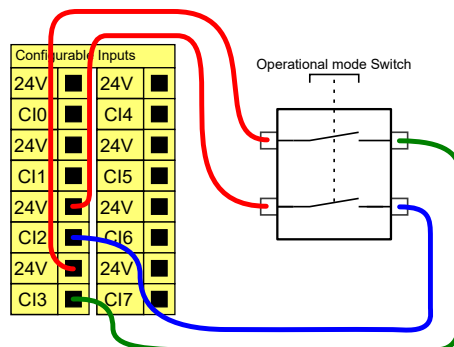 Configurable Inputs
Operational mode Switch
24V 24V
CI0 CI4
24V 24V
CI1 CI5
24V 24V
CI2 CI6
24V 24V
CI3 CI7